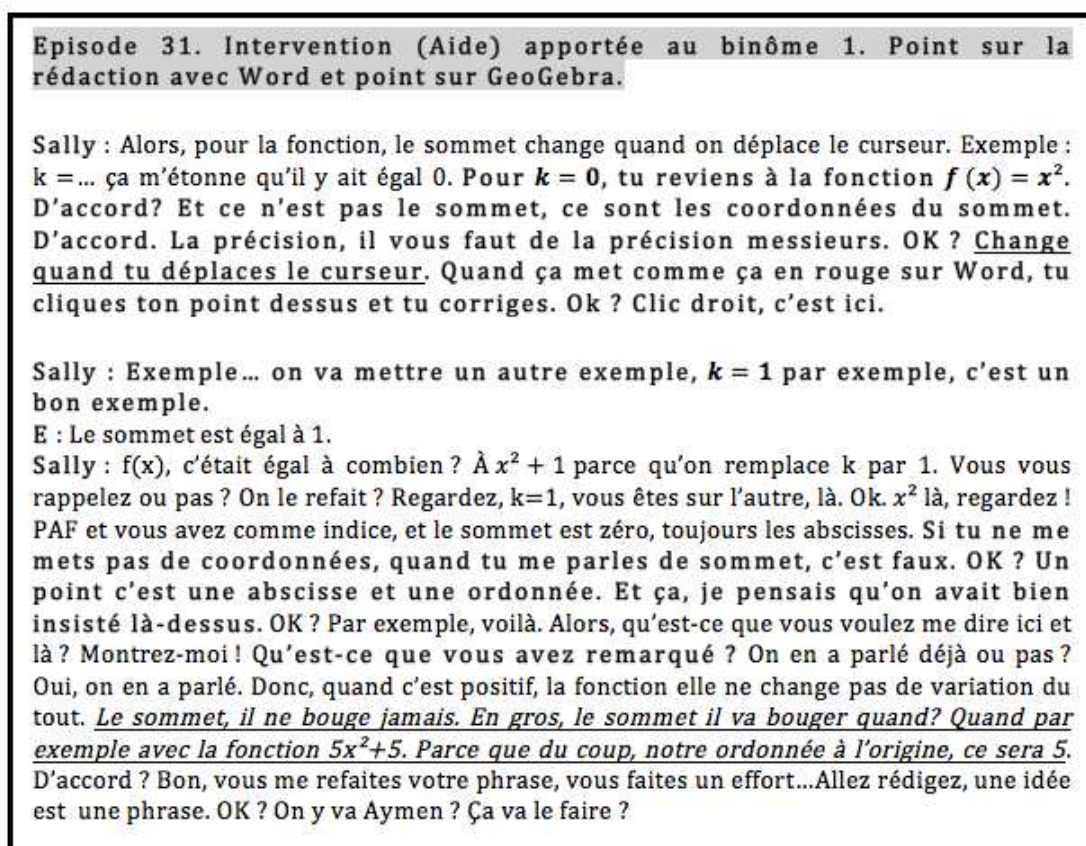 Episode 31. Intervention (Aide) apportée au binôme 1. Point sur la
rédaction avec Word et point sur GeoGebra.
Sally : Alors, pour la fonction, le sommet change quand on déplace le curseur. Exemple :
k =... ça m'étonne qu'il y ait égal 0. Pour k = 0, tu reviens à la fonction f (x) = x².
D'accord? Et ce n'est pas le sommet, ce sont les coordonnées du sommet.
D'accord. La précision, il vous faut de la précision messieurs. OK ? Change
quand tu déplaces le curseur. Quand ça met comme ça en rouge sur Word, tu
cliques ton point dessus et tu corriges. Ok ? Clic droit, c'est ici.
Sally : Exemple... on va mettre un autre exemple, k = 1 par exemple, c'est un
bon exemple.
E : Le sommet est égal à 1.
Sally : f(x), c'était égal à combien ? À x² + 1 parce qu'on remplace k par 1. Vous vous
rappelez ou pas ? On le refait ? Regardez, k=1, vous êtes sur l'autre, là. Ok. x² là, regardez !
PAF et vous avez comme indice, et le sommet est zéro, toujours les abscisses. Si tu ne me
mets pas de coordonnées, quand tu me parles de sommet, c'est faux. OK ? Un
point c'est une abscisse et une ordonnée. Et ça, je pensais qu'on avait bien
insisté là-dessus. OK ? Par exemple, voilà. Alors, qu'est-ce que vous voulez me dire ici et
là ? Montrez-moi ! Qu'est-ce que vous avez remarqué ? On en a parlé déjà ou pas ?
Oui, on en a parlé. Donc, quand c'est positif, la fonction elle ne change pas de variation du
tout. Le sommet, il ne bouge jamais. En gros, le sommet il va bouger quand? Quand par
exemple avec la fonction 5x²+5. Parce que du coup, notre ordonnée à l'origine, ce sera 5.
D'accord ? Bon, vous me refaites votre phrase, vous faites un effort...Allez rédigez, une idée
est une phrase. OK ? On y va Aymen ? Ça va le faire ?